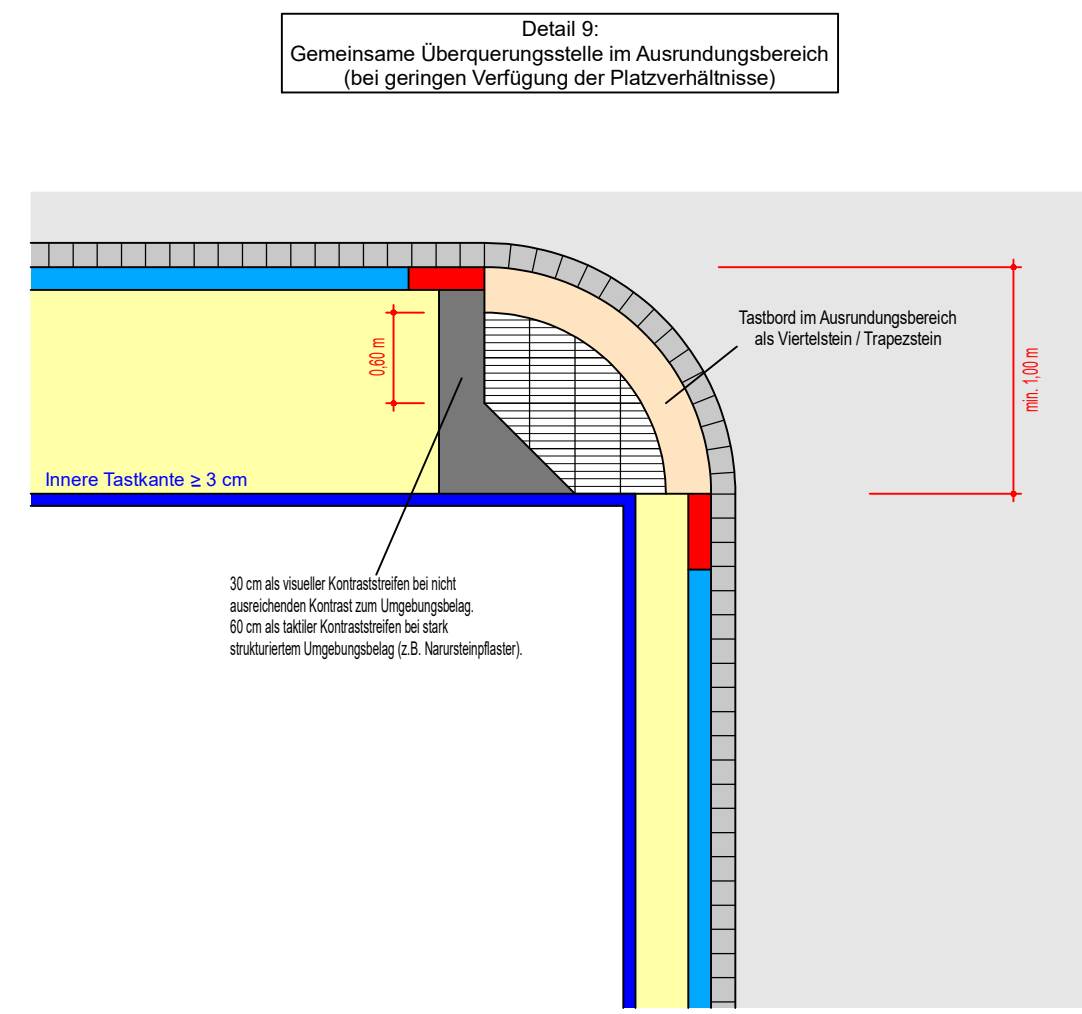 Detail 9:
Gemeinsame Überquerungsstelle im Ausrundungsbereich
(bei geringen Verfügung der Platzverhältnisse)
Tastbord im Ausrundungsbereich
als Viertelstein / Trapezstein
0,60 m
min. 1,00 m
Innere Tastkante ≥ 3 cm
30 cm als visueller Kontraststreifen bei nicht
ausreichenden Kontrast zum Umgebungsbelag.
60 cm als taktiler Kontraststreifen bei stark
strukturiertem Umgebungsbelag (z.B. Narursteinpflaster).